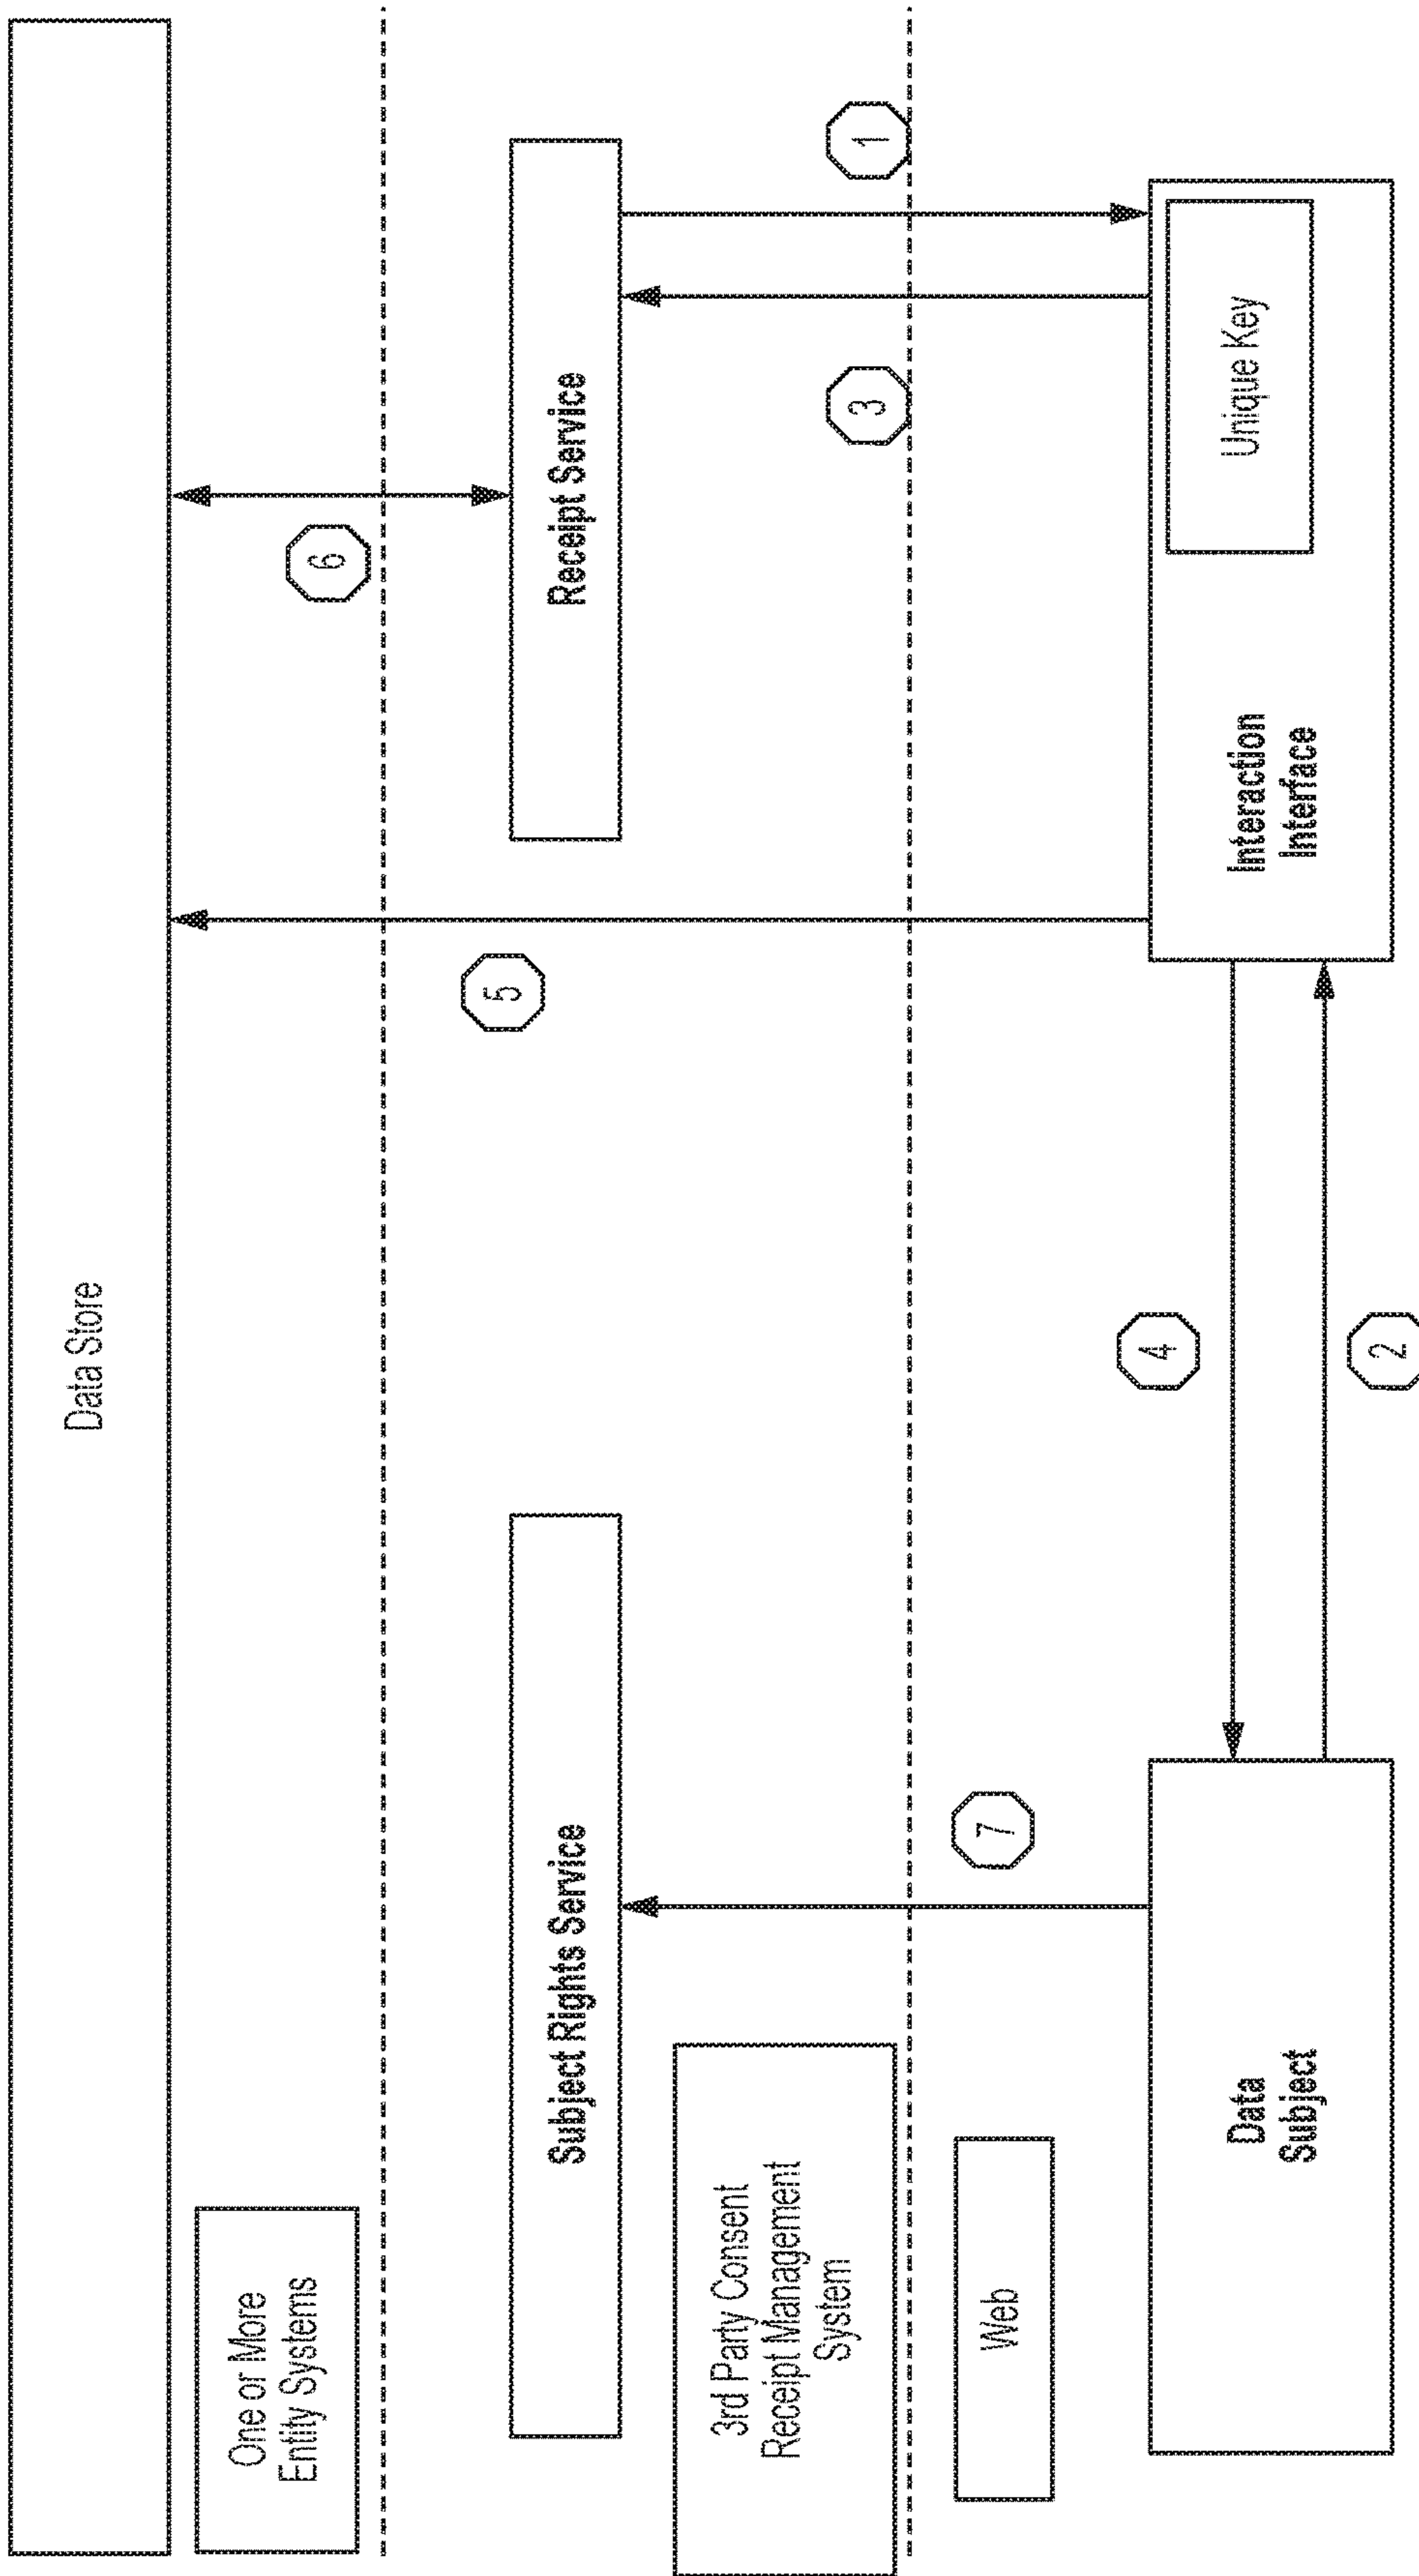 Data Store
One or More
Entity Systems
6
5
Subject Rights Service
Receipt Service
3rd Party Consent
Receipt Management
System
3
1
7
Web
4
Data
Subject
Interaction
Interface
Unique Key
2